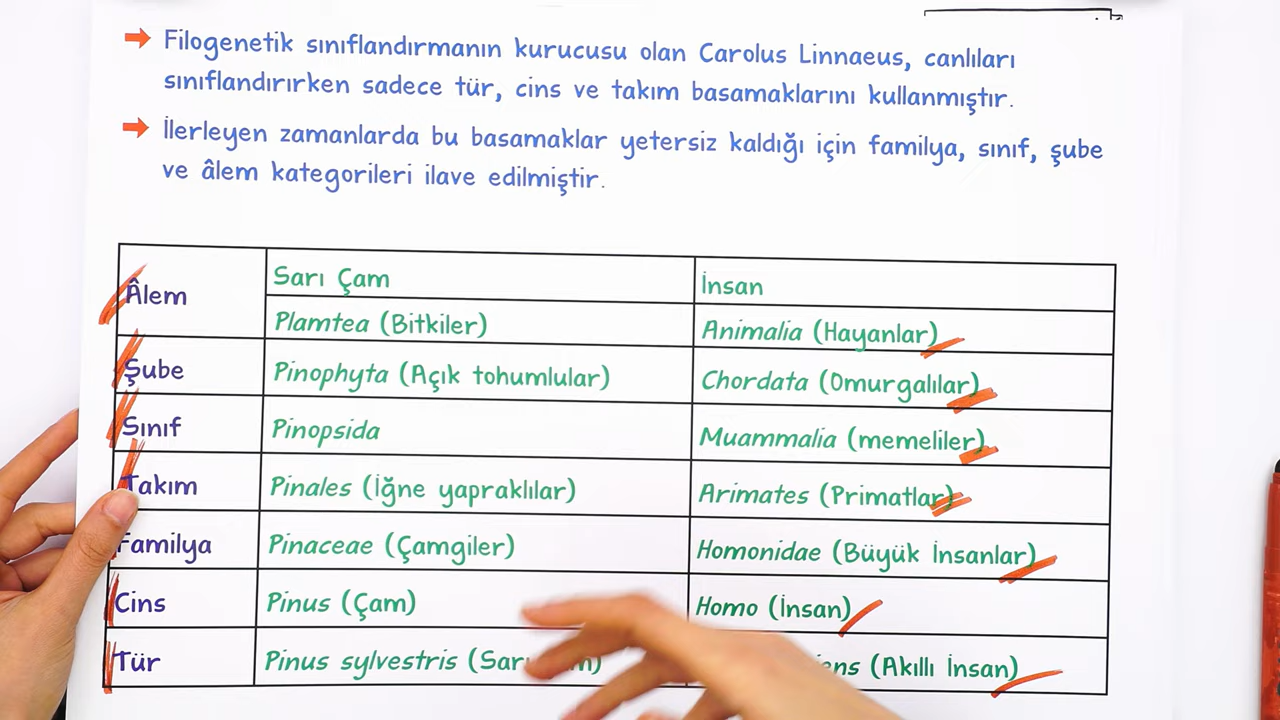 Filogenetik sınıflandırmanın kurucusu olan Carolus Linnaeus, canlıları
sınıflandırırken sadece tür, cins ve takım basamaklarını kullanmıştır.
İlerleyen zamanlarda bu basamaklar yetersiz kaldığı için familya, sınıf, şube
ve âlem kategorileri ilave edilmiştir.
Âlem
Sarı Çam
İnsan
Plamtea (Bitkiler)
Animalia (Hayanlar)
Şube
Pinophyta (Açık tohumlular)
Chordata (Omurgalılar)
Sınıf
Pinopsida
Muammalia (memeliler)
Takım
Pinales (İğne yapraklılar)
Arimates (Primatlar)
Familya
Pinaceae (Çamgiler)
Homonidae (Büyük İnsanlar)
Cins
Pinus (Çam)
Homo (İnsan)
Tür
Pinus sylvestris
(Akıllı İnsan)